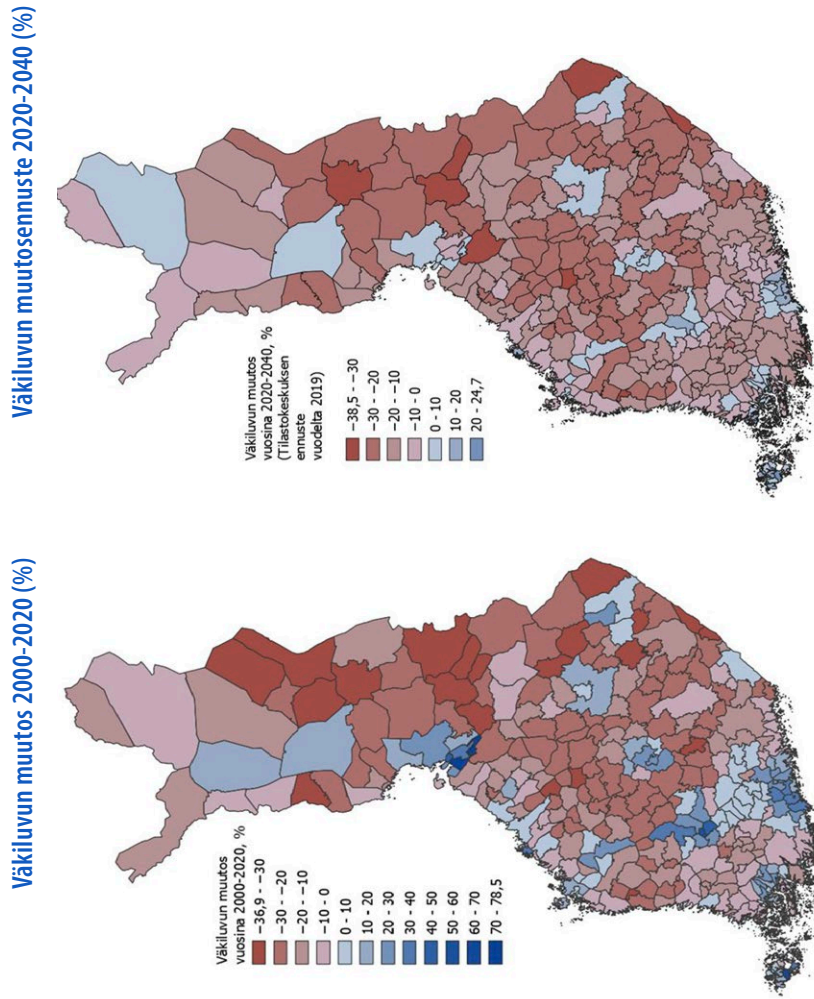 Väkiluvun muutos 2000-2020 (%)
Väkiluvun muutos
vuosina 2000-2020, %
−36,9 - −30
−30 - −20
−20 - −10
−10 - 0
0 - 10
10 - 20
20 - 30
30 - 40
40 - 50
50 - 60
60 - 70
70 - 78,5
Väkiluvun muutosennuste 2020-2040 (%)
Väkiluvun muutos
vuosina 2020-2040, %
(Tilastokeskuksen
ennuste
vuodelta 2019)
−38,5 - −30
−30 - −20
−20 - −10
−10 - 0
0 - 10
10 - 20
20 - 24,7